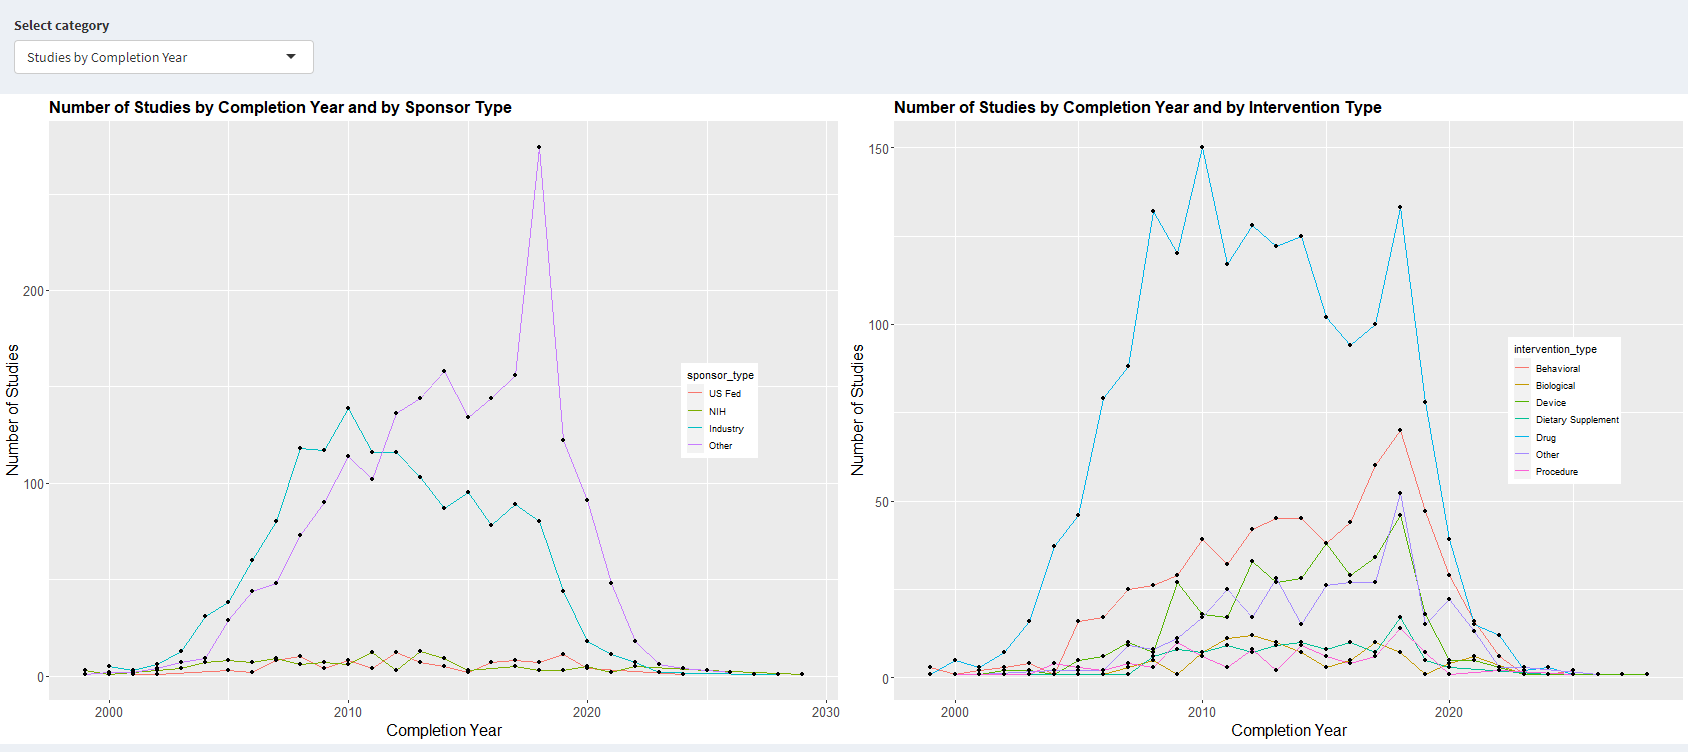 Select category
Studies by Completion Year
Number of Studies by Completion Year and by Sponsor Type
200
100
0
Number of Studies
2000
2010
2020
2030
Completion Year
sponsor_type
US Fed
NIH
Industry
Other
Number of Studies by Completion Year and by Intervention Type
150
100
50
0
Number of Studies
2000
2010
2020
Completion Year
intervention_type
Behavioral
Biological
Device
Dietary Supplement
Drug
Other
Procedure